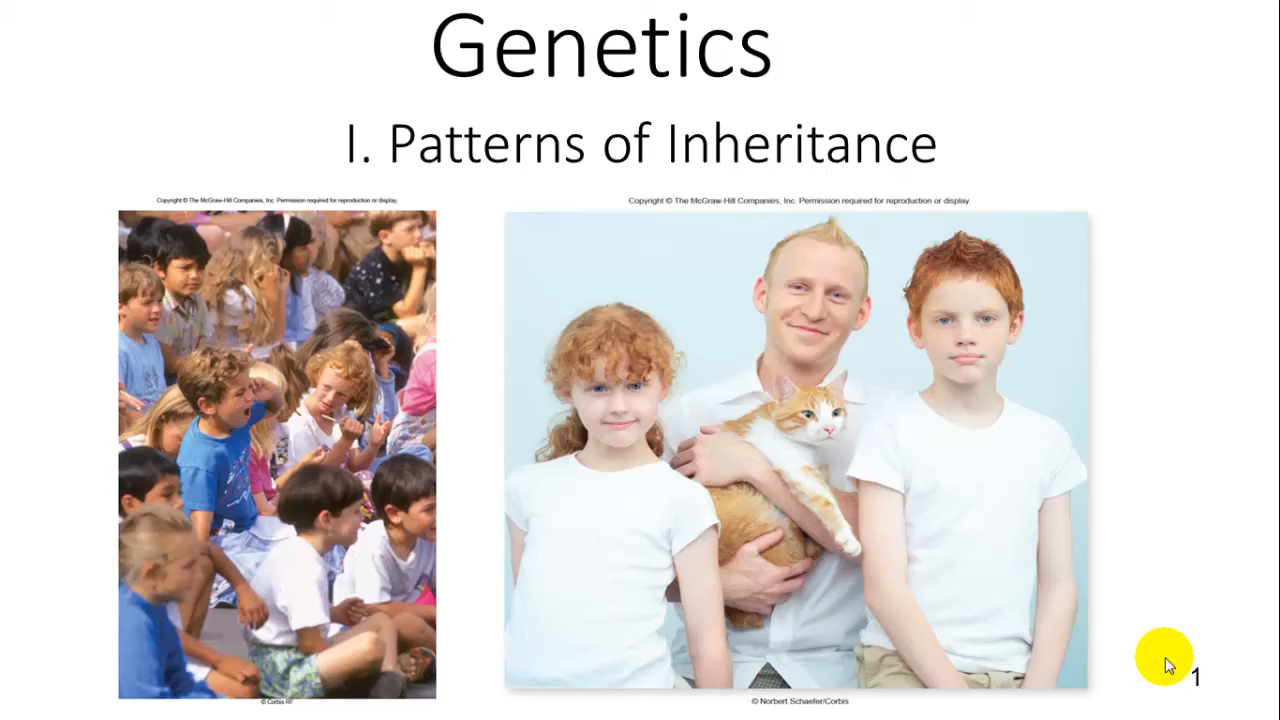 Genetics
I. Patterns of Inheritance
Copyright © The McGraw-Hill Companies, Inc. Permission required for reproduction or display.
Copyright © The McGraw-Hill Companies, Inc. Permission required for reproduction or display.
© Corbis RF
© Norbert Schaefer/Corbis
1